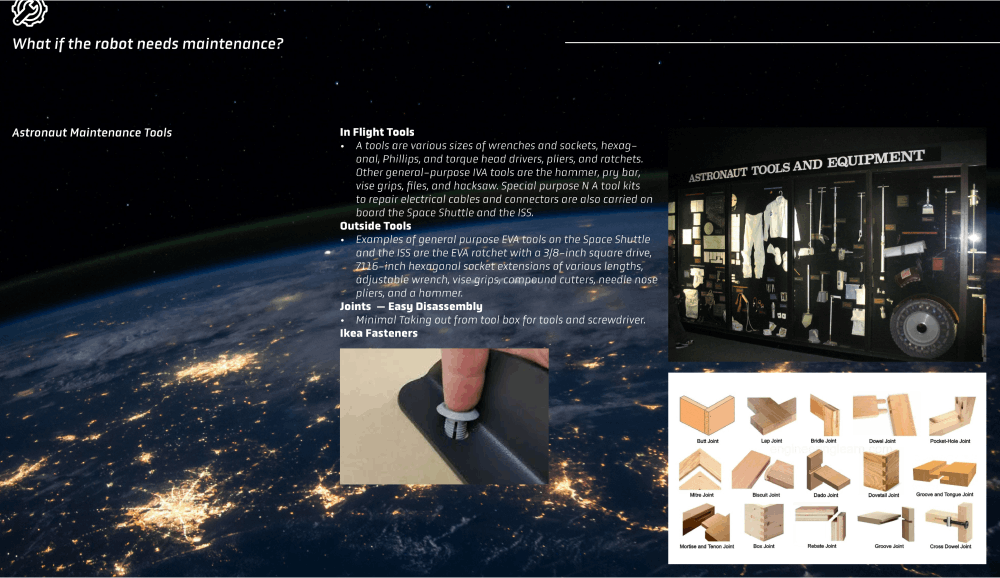 What if the robot needs maintenance?
Astronaut Maintenance Tools
In Flight Tools
• A tools are various sizes of wrenches and sockets, hexag-
onal, Phillips, and torque head drivers, pliers, and ratchets.
Other general-purpose IVA tools are the hammer, pry bar,
vise grips, files, and hacksaw. Special purpose N A tool kits
to repair electrical cables and connectors are also carried on
board the Space Shuttle and the ISS.
Outside Tools
• Examples of general purpose EVA tools on the Space Shuttle
and the ISS are the EVA ratchet with a 3/8-inch square drive,
7116-inch hexagonal socket extensions of various lengths,
adjustable wrench, vise grips, compound cutters, needle nose
pliers, and a hammer.
Joints — Easy Disassembly
• Minimal Taking out from tool box for tools and screwdriver.
Ikea Fasteners
ASTRONAUT TOOLS AND EQUIPMENT
Butt Joint Lap Joint Bridle Joint Dowel Joint Pocket-Hole Joint
Mitre Joint Biscuit Joint Dado Joint Dovetail Joint Groove and Tongue Joint
Mortise and Tenon Joint Box Joint Rebate Joint Groove Joint Cross Dowel Joint